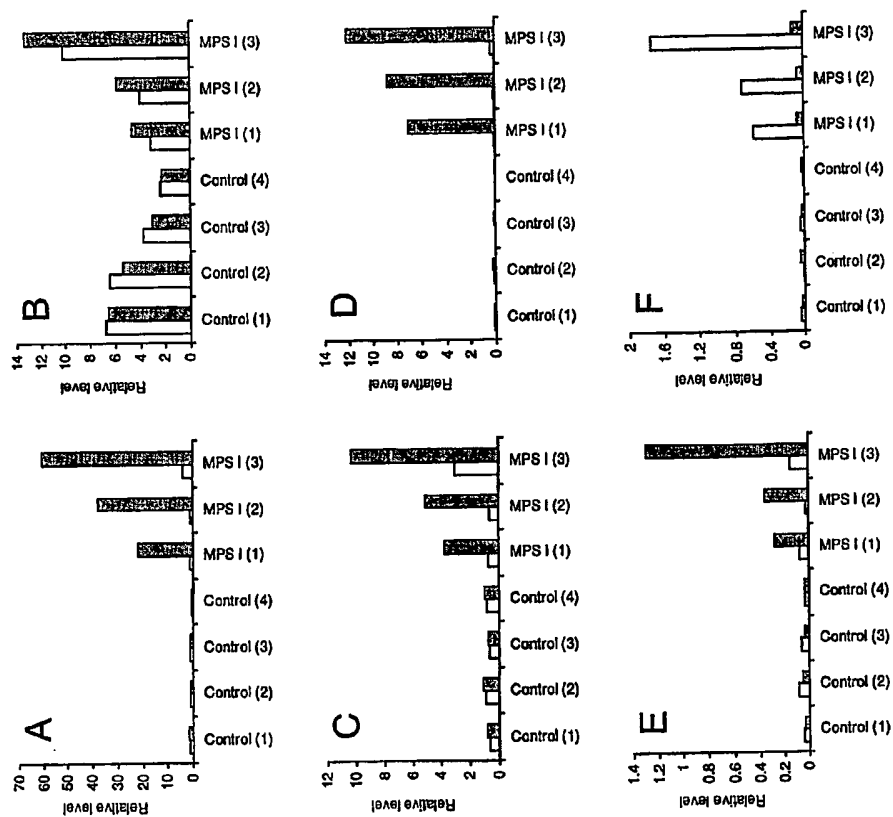 A
Relative level
70
60
50
40
30
20
10
0
Control (1)
Control (2)
Control (3)
Control (4)
MPS I (1)
MPS I (2)
MPS I (3)
B
Relative level
14
12
10
8
6
4
2
0
Control (1)
Control (2)
Control (3)
Control (4)
MPS I (1)
MPS I (2)
MPS I (3)
C
Relative level
12
10
8
6
4
2
0
Control (1)
Control (2)
Control (3)
Control (4)
MPS I (1)
MPS I (2)
MPS I (3)
D
Relative level
14
12
10
8
6
4
2
0
Control (1)
Control (2)
Control (3)
Control (4)
MPS I (1)
MPS I (2)
MPS I (3)
E
Relative level
1.4
1.2
1
0.8
0.6
0.4
0.2
0
Control (1)
Control (2)
Control (3)
Control (4)
MPS I (1)
MPS I (2)
MPS I (3)
F
Relative level
2
1.6
1.2
0.8
0.4
0
Control (1)
Control (2)
Control (3)
Control (4)
MPS I (1)
MPS I (2)
MPS I (3)